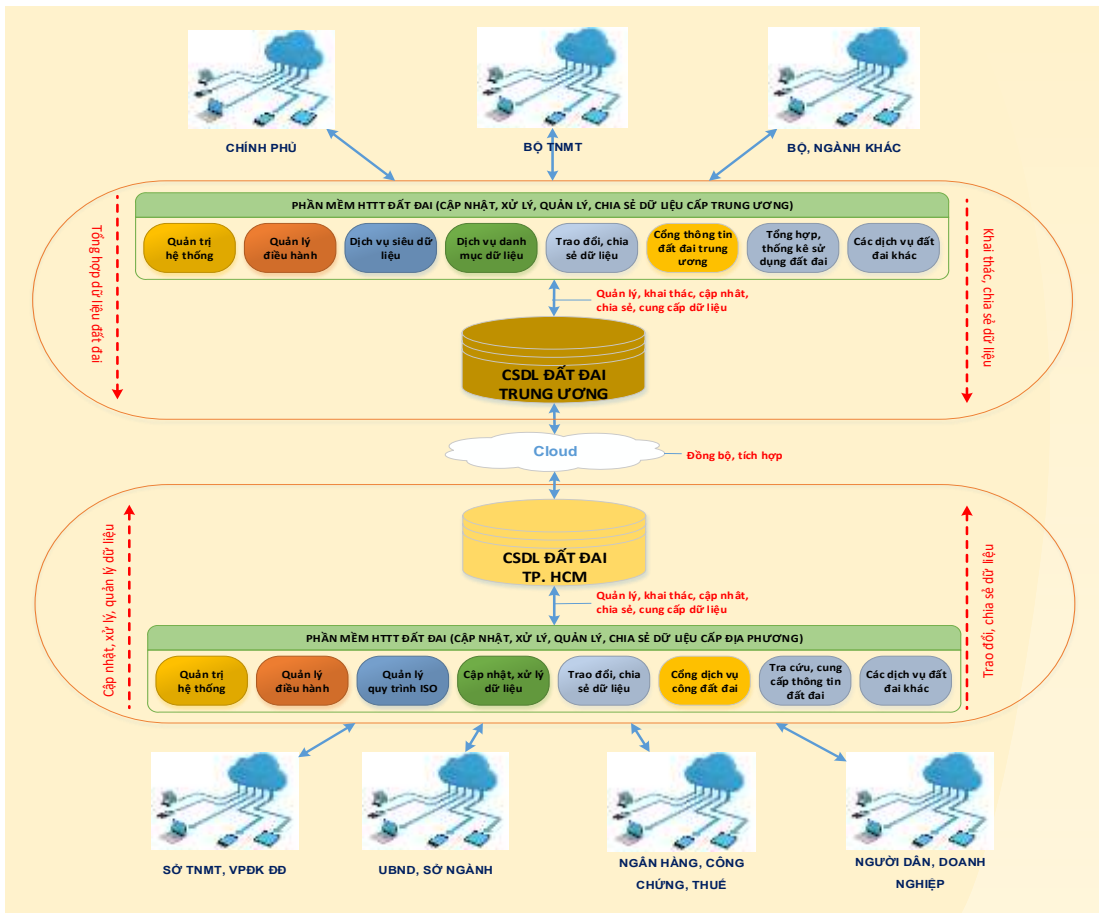 CHÍNH PHỦ
BỘ TNMT
BỘ, NGÀNH KHÁC
PHẦN MỀM HTTT ĐẤT ĐAI (CẬP NHẬT, XỬ LÝ, QUẢN LÝ, CHIA SẺ DỮ LIỆU CẤP TRUNG ƯƠNG)
Quản trị
hệ thống
Quản lý
điều hành
Dịch vụ siêu dữ
liệu
Dịch vụ danh
mục dữ liệu
Trao đổi, chia
sẻ dữ liệu
Cổng thông tin
đất đai trung
ương
Tổng hợp,
thống kê sử
dụng đất đai
Các dịch vụ đất
đai khác
Tổng hợp dữ liệu đất đai
Khai thác, chia sẻ dữ liệu
Quản lý, khai thác, cập nhât,
chia sẻ, cung cấp dữ liệu
CSDL ĐẤT ĐAI
TRUNG ƯƠNG
Cloud
Đồng bộ, tích hợp
CSDL ĐẤT ĐAI
TP. HCM
Cập nhật, xử lý, quản lý dữ liệu
Trao đổi, chia sẻ dữ liệu
Quản lý, khai thác, cập nhât,
chia sẻ, cung cấp dữ liệu
PHẦN MỀM HTTT ĐẤT ĐAI (CẬP NHẬT, XỬ LÝ, QUẢN LÝ, CHIA SẺ DỮ LIỆU CẤP ĐỊA PHƯƠNG)
Quản trị
hệ thống
Quản lý
điều hành
Quản lý
quy trình ISO
Cập nhật, xử lý
dữ liệu
Trao đổi, chia
sẻ dữ liệu
Cổng dịch vụ
công đất đai
Tra cứu, cung
cấp thông tin
đất đai
Các dịch vụ đất
đai khác
SỞ TNMT, VPĐK ĐĐ
UBND, SỞ NGÀNH
NGÂN HÀNG, CÔNG
CHỨNG, THUẾ
NGƯỜI DÂN, DOANH
NGHIỆP